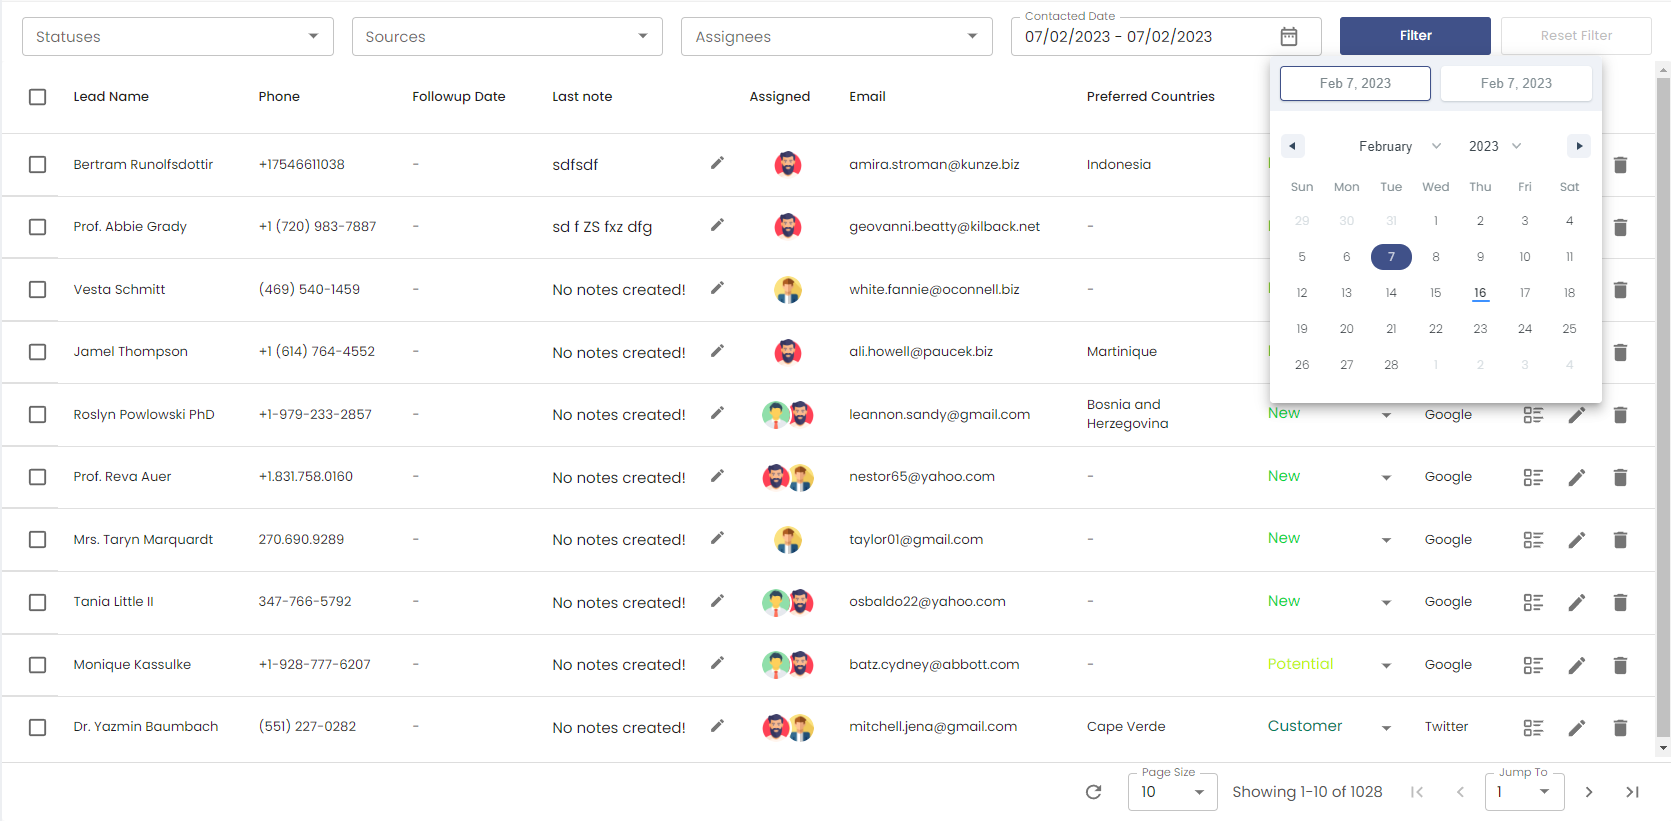 Statuses
Sources
Assignees
Contacted Date
07/02/2023 - 07/02/2023
Filter
Reset Filter
Lead Name Phone Followup Date Last note Assigned Email Preferred Countries
Feb 7, 2023 Feb 7, 2023
February 2023
Sun Mon Tue Wed Thu Fri Sat
29 30 31 1 2 3 4
5 6 7 8 9 10 11
12 13 14 15 16 17 18
19 20 21 22 23 24 25
26 27 28 1 2 3 4
Bertram Runolfsdottir +17546611038 - sdfsdf amira.stroman@kunze.biz Indonesia
Prof. Abbie Grady +1 (720) 983-7887 - sd f ZS fxz dfg geovanni.beatty@kilback.net -
Vesta Schmitt (469) 540-1459 - No notes created! white.fannie@oconnell.biz -
Jamel Thompson +1 (614) 764-4552 - No notes created! ali.howell@paucek.biz Martinique
Roslyn Powlowski PhD +1-979-233-2857 - No notes created! leannon.sandy@gmail.com Bosnia and
Herzegovina
New Google
Prof. Reva Auer +1.831.758.0160 - No notes created! nestor65@yahoo.com - New Google
Mrs. Taryn Marquardt 270.690.9289 - No notes created! taylor01@gmail.com - New Google
Tania Little II 347-766-5792 - No notes created! osbaldo22@yahoo.com - New Google
Monique Kassulke +1-928-777-6207 - No notes created! batz.cydney@abbott.com - Potential Google
Dr. Yazmin Baumbach (551) 227-0282 - No notes created! mitchell.jena@gmail.com Cape Verde Customer Twitter
Page Size
10
Showing 1-10 of 1028
Jump To
1